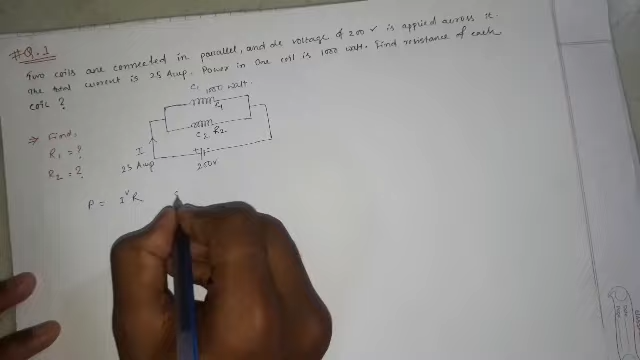 #Q.1
Two coils are connected in parallel, and dc voltage of 200 V is applied across it.
The total current is 25 Amp. Power in one coil is 1000 watt. Find resistance of each
coil ?
C1 1000 watt
R1
⇒ Find,
C2 R2
R1 = ?
I
25 Amp
200V
R2 = ?
P = I²R